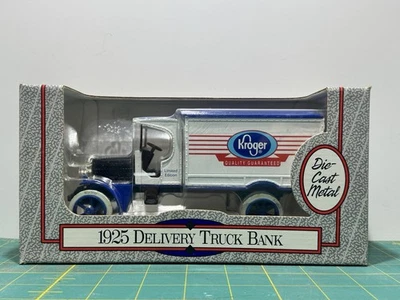 Kroger
QUALITY GUARANTEED
Die-
Cast
Metal
1925 DELIVERY TRUCK BANK